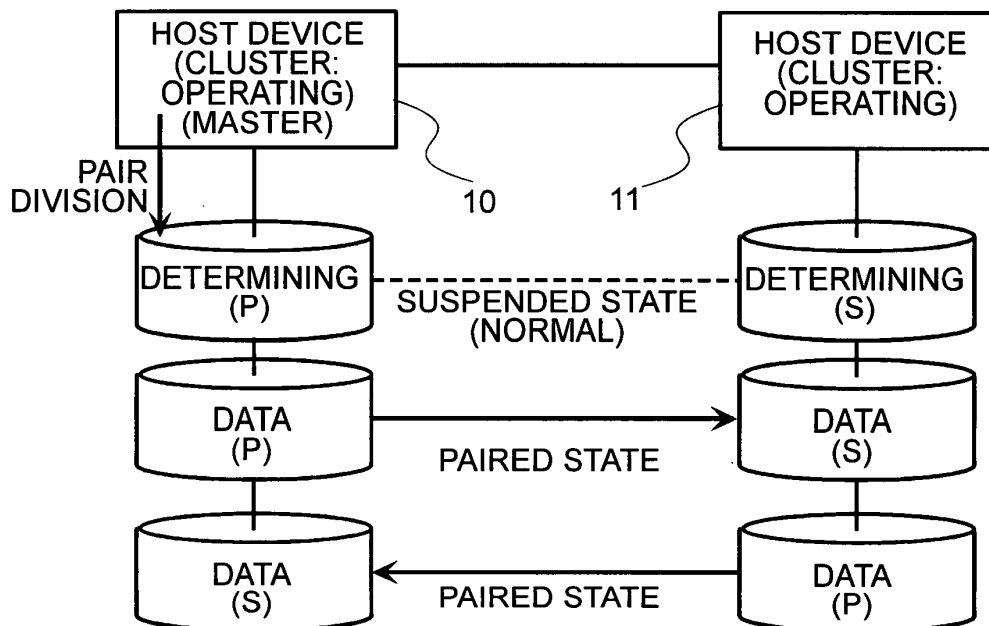 HOST DEVICE
(CLUSTER:
OPERATING)
(MASTER)
HOST DEVICE
(CLUSTER:
OPERATING)
PAIR
DIVISION
10
11
DETERMINING
(P)
SUSPENDED STATE
(NORMAL)
DETERMINING
(S)
DATA
(P)
PAIRED STATE
DATA
(S)
DATA
(S)
PAIRED STATE
DATA
(P)